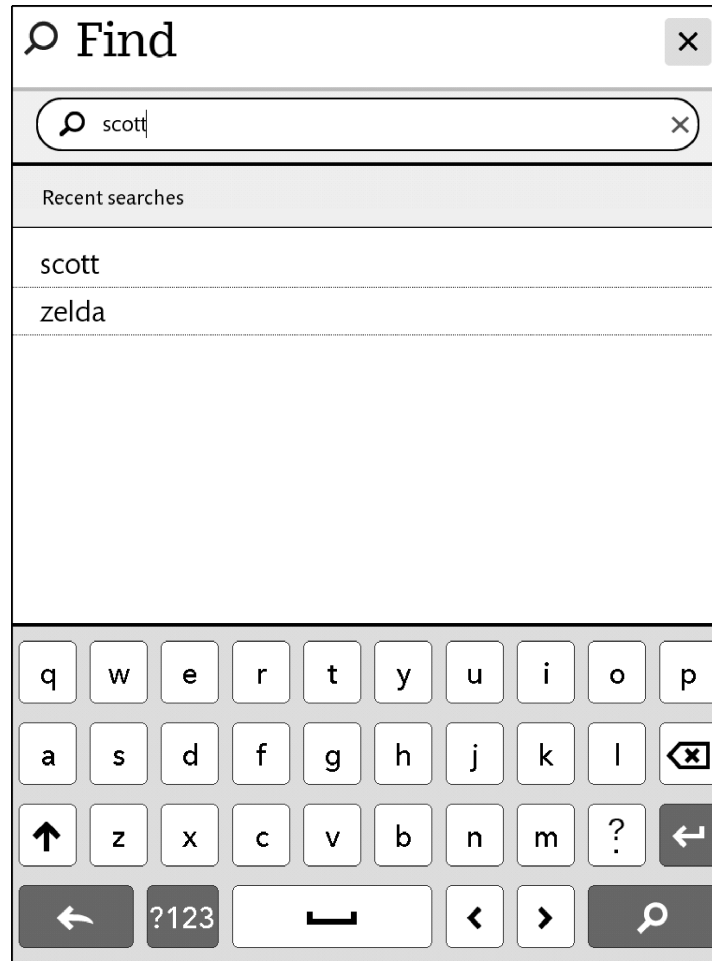 Find
scott
Recent searches
scott
zelda
q w e r t y u i o p
a s d f g h j k l
z x c v b n m ? .
?123